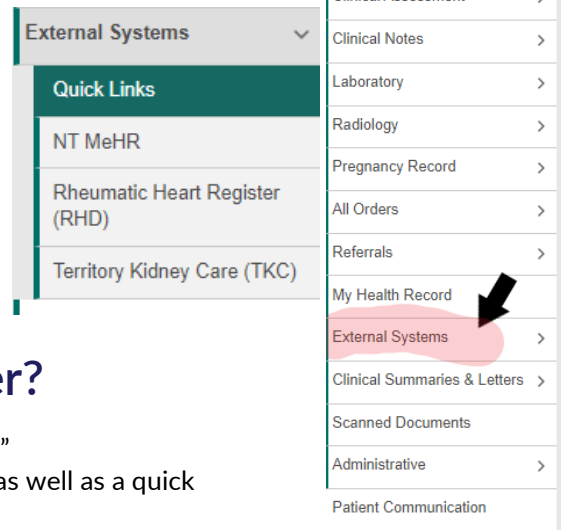 External Systems
Quick Links
NT MeHR
Rheumatic Heart Register
(RHD)
Territory Kidney Care (TKC)
er?
”
as well as a quick
Clinical Assessment
Clinical Notes
Laboratory
Radiology
Pregnancy Record
All Orders
Referrals
My Health Record
External Systems
Clinical Summaries & Letters
Scanned Documents
Administrative
Patient Communication